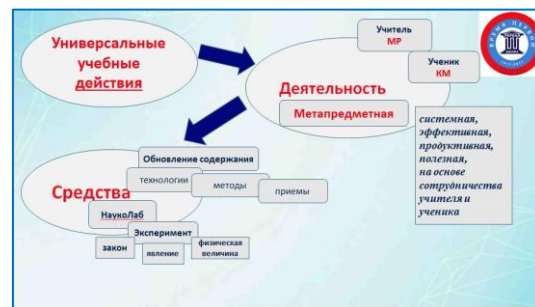 Универсальные
учебные
действия
Учитель
МР
Ученик
КМ
Деятельность
Метапредметная
системная,
эффективная,
продуктивная,
полезная,
на основе
сотрудничества
учителя и
ученика
Обновление содержания
технологии
методы
приемы
Средства
НаукоЛаб
Эксперимент
закон
явление
физическая
величина